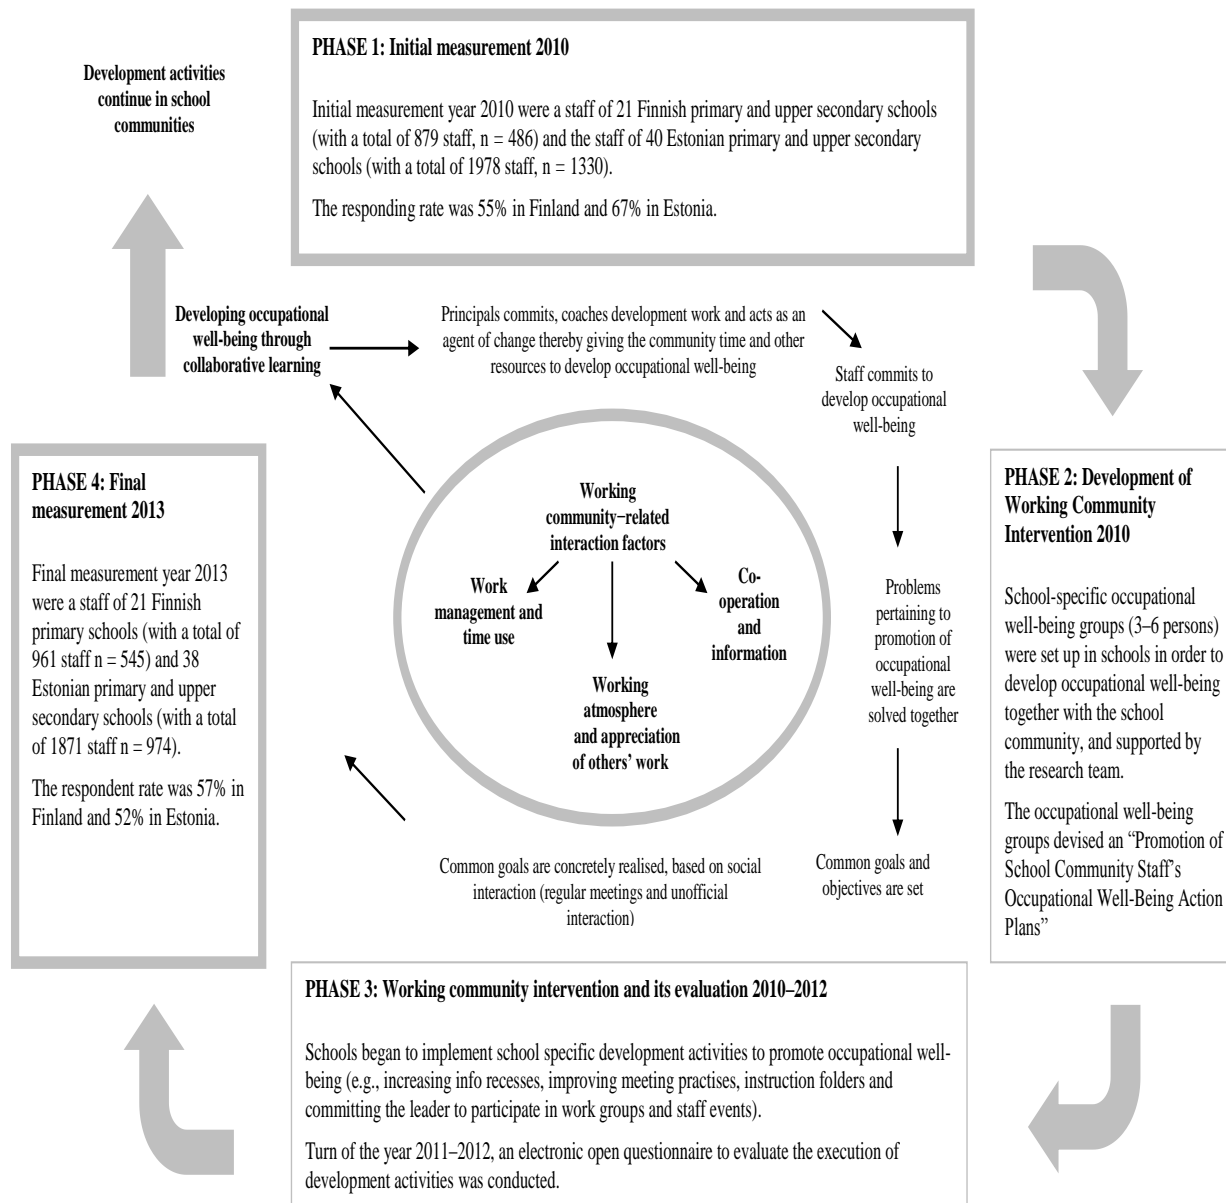 PHASE 1: Initial measurement 2010
Initial measurement year 2010 were a staff of 21 Finnish primary and upper secondary schools
(with a total of 879 staff, n = 486) and the staff of 40 Estonian primary and upper secondary
schools (with a total of 1978 staff, n = 1330).
The responding rate was 55% in Finland and 67% in Estonia.
Development activities
continue in school
communities
Developing occupational
well-being through
collaborative learning
Principals commits, coaches development work and acts as an
agent of change thereby giving the community time and other
resources to develop occupational well-being
Staff commits to
develop occupational
well-being
Problems
pertaining to
promotion of
occupational
well-being are
solved together
Common goals and
objectives are set
Common goals are concretely realised, based on social
interaction (regular meetings and unofficial
interaction)
Working
community–related
interaction factors
Work
management and
time use
Working
atmosphere
and appreciation
of others’ work
Co-
operation
and
information
PHASE 2: Development of
Working Community
Intervention 2010
School-specific occupational
well-being groups (3–6 persons)
were set up in schools in order to
develop occupational well-being
together with the school
community, and supported by
the research team.
The occupational well-being
groups devised an “Promotion of
School Community Staff’s
Occupational Well-Being Action
Plans”
PHASE 3: Working community intervention and its evaluation 2010–2012
Schools began to implement school specific development activities to promote occupational well-
being (e.g., increasing info recesses, improving meeting practises, instruction folders and
committing the leader to participate in work groups and staff events).
Turn of the year 2011–2012, an electronic open questionnaire to evaluate the execution of
development activities was conducted.
PHASE 4: Final
measurement 2013
Final measurement year 2013
were a staff of 21 Finnish
primary schools (with a total of
961 staff n = 545) and 38
Estonian primary and upper
secondary schools (with a total
of 1871 staff n = 974).
The respondent rate was 57% in
Finland and 52% in Estonia.